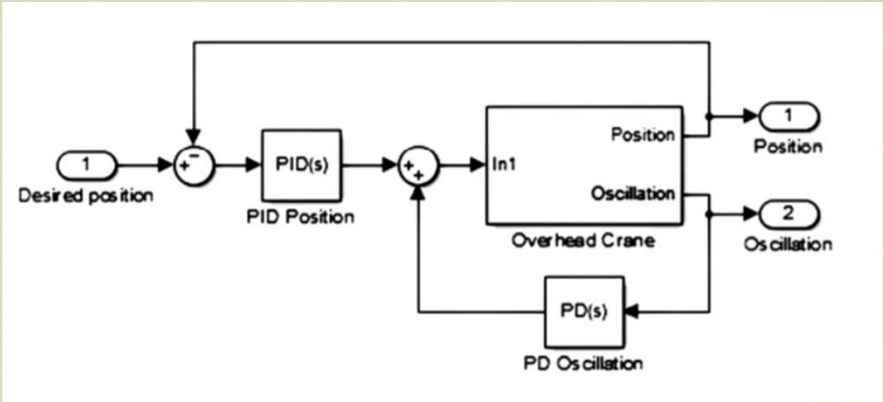 1
Desired position
+ −
PID(s)
PID Position
+
+
In1
Position
Oscillation
Overhead Crane
1
Position
2
Oscillation
PD(s)
PD Oscillation